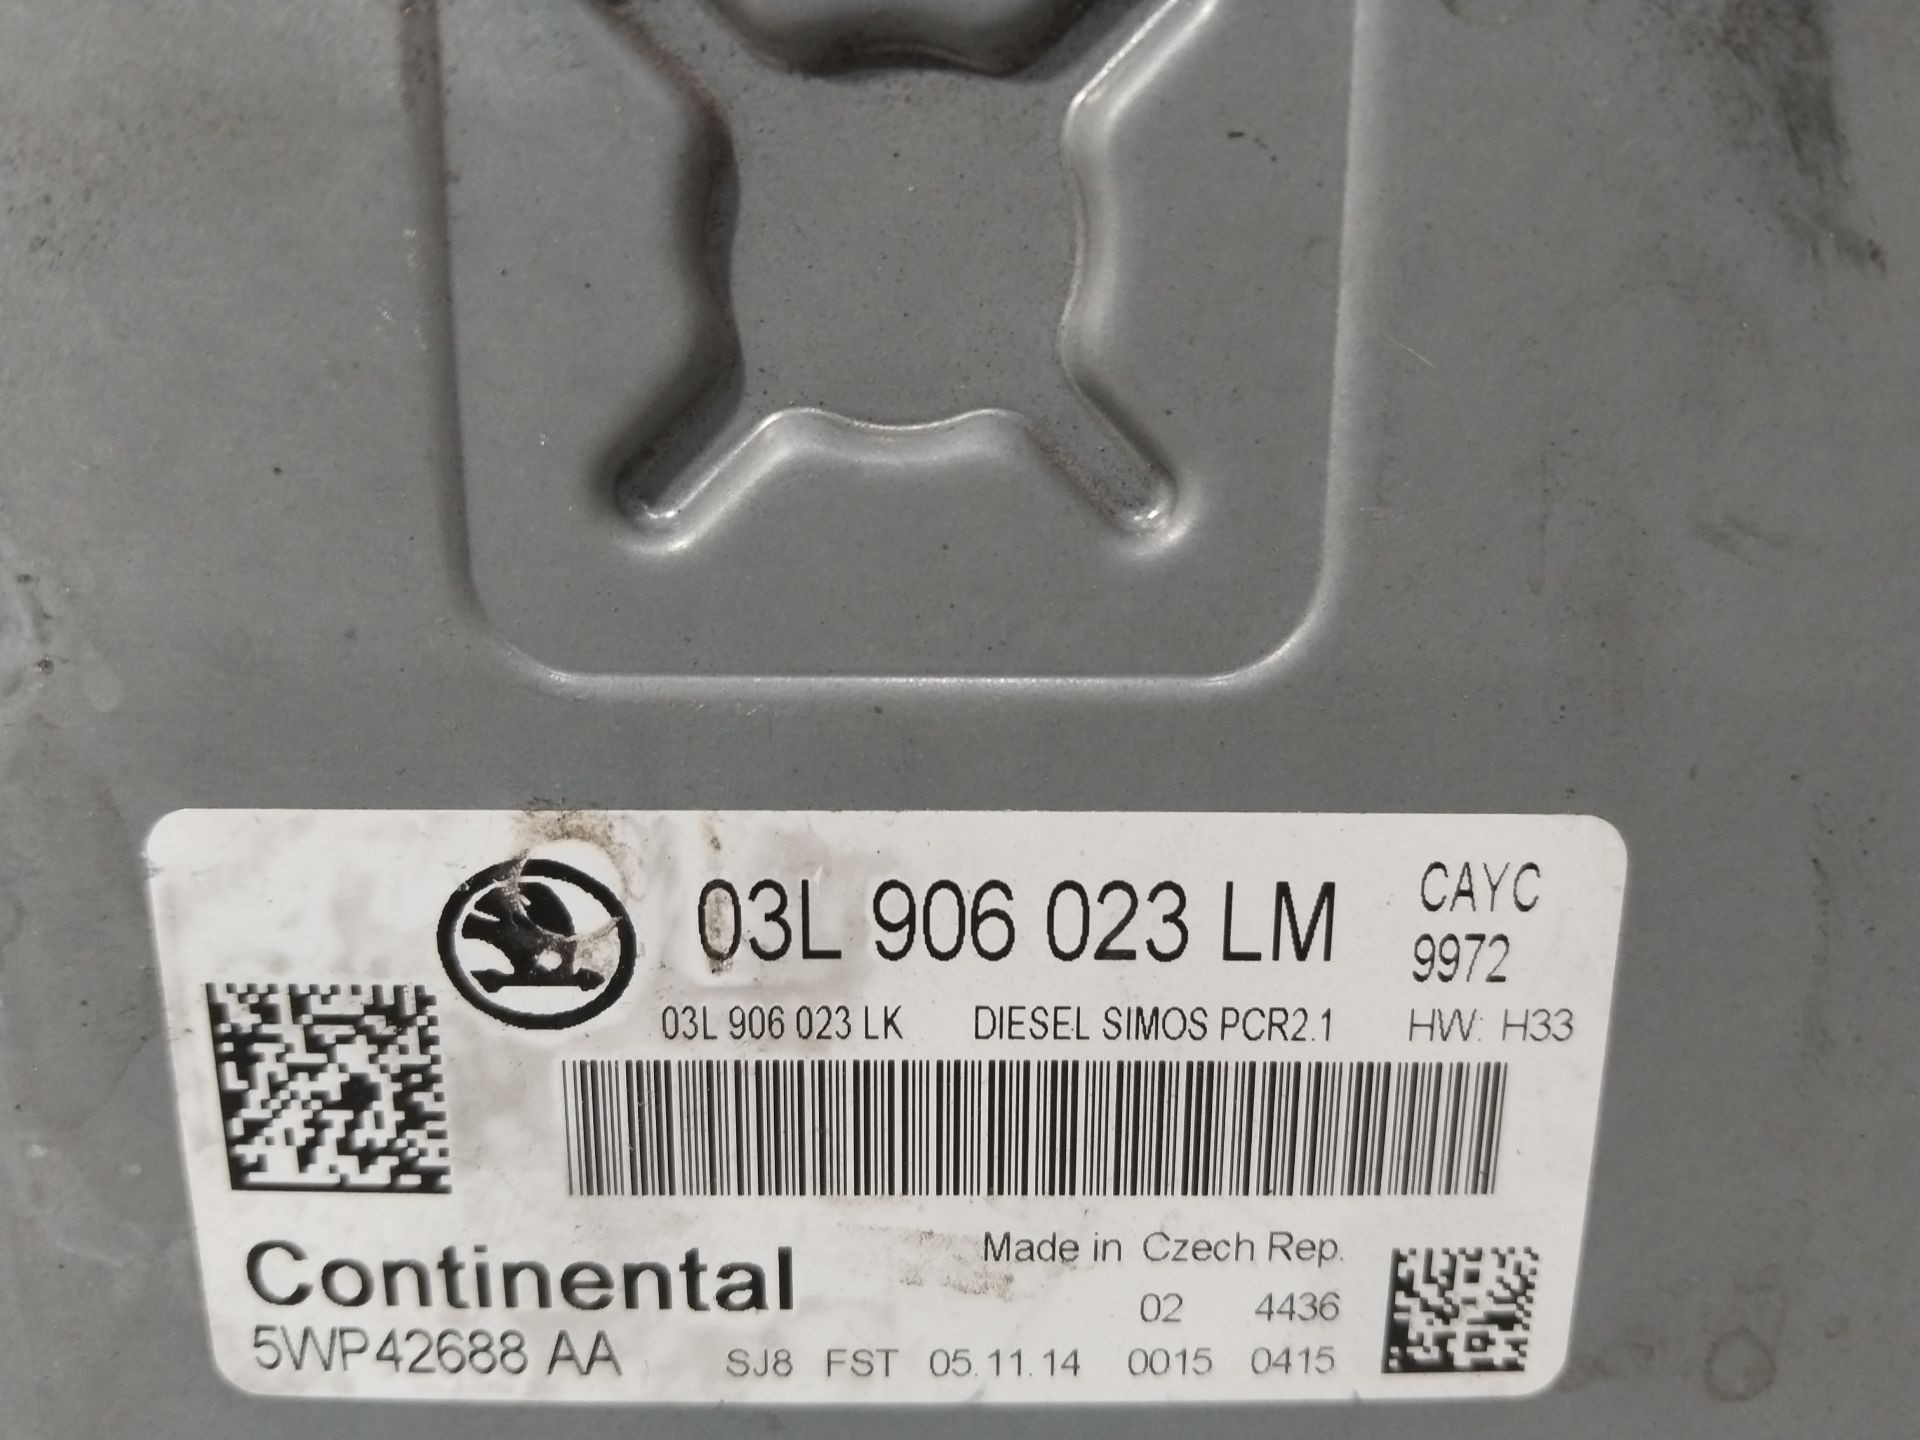 03L 906 023 LM CAYC
9972
03L 906 023 LK DIESEL SIMOS PCR2.1 HW: H33
Continental Made in Czech Rep.
02 4436
5WP42688 AA SJ8 FST 05.11.14 0015 0415